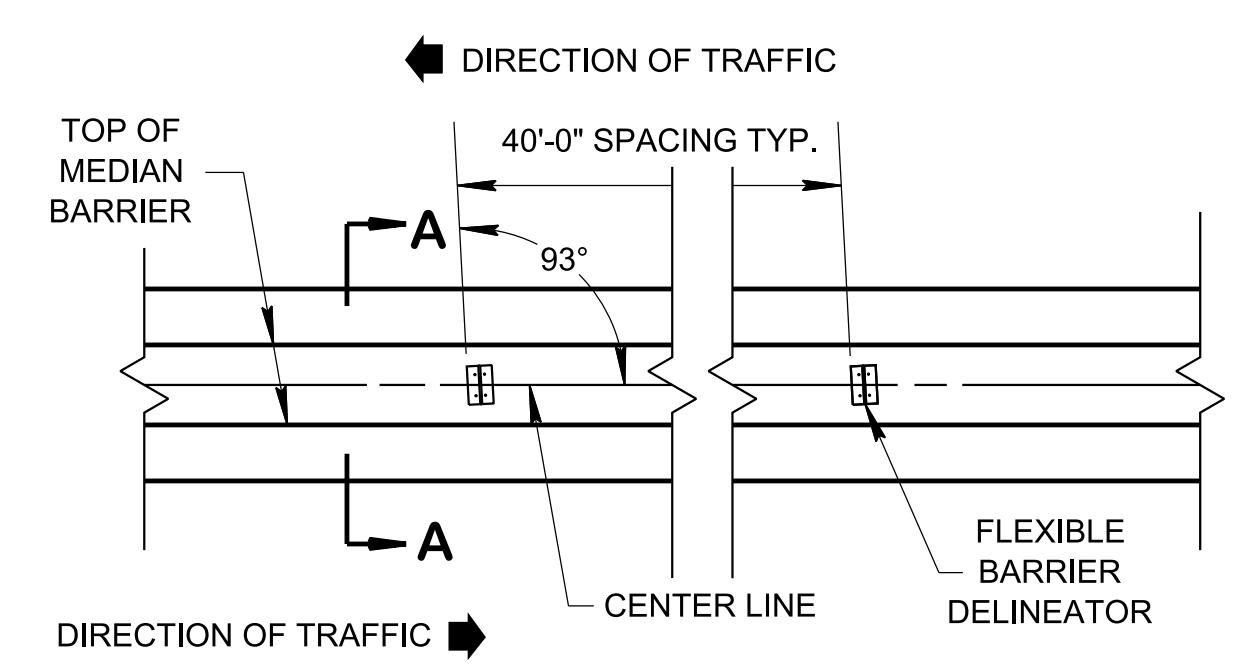 DIRECTION OF TRAFFIC
TOP OF
MEDIAN
BARRIER
40'-0" SPACING TYP.
A
93°
A
FLEXIBLE
BARRIER
DELINEATOR
CENTER LINE
DIRECTION OF TRAFFIC